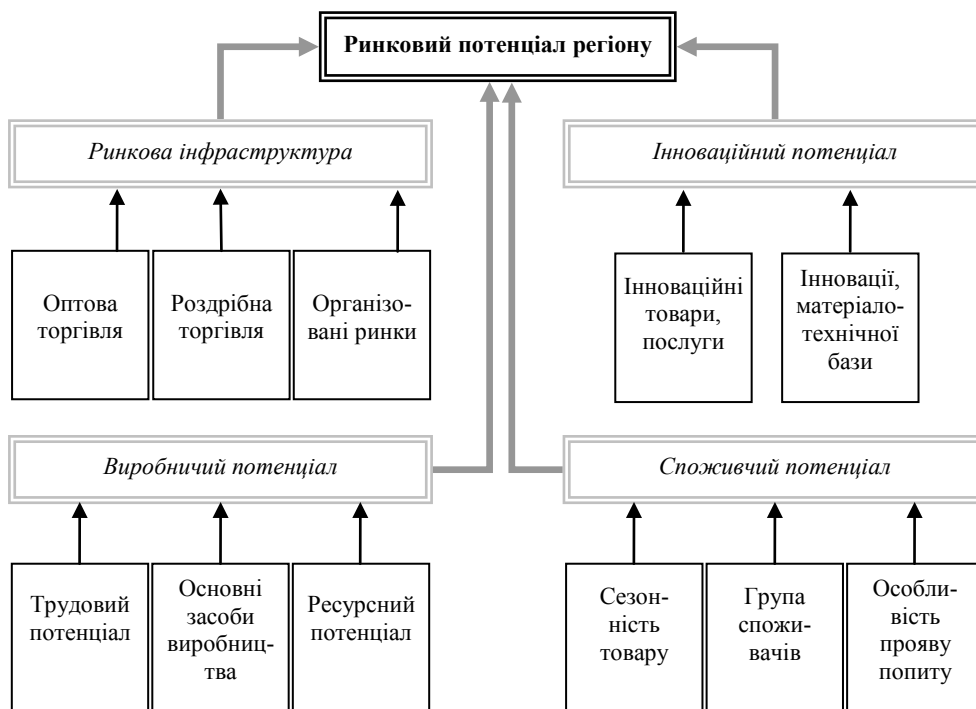 Ринковий потенціал регіону
Ринкова інфраструктура
Інноваційний потенціал
Оптова
торгівля
Роздрібна
торгівля
Організо-
вані ринки
Інноваційні
товари,
послуги
Інновації,
матеріало-
технічної
бази
Виробничий потенціал
Споживчий потенціал
Трудовий
потенціал
Основні
засоби
виробниц-
тва
Ресурсний
потенціал
Сезон-
ність
товару
Група
спожи-
вачів
Особли-
вість
прояву
попиту